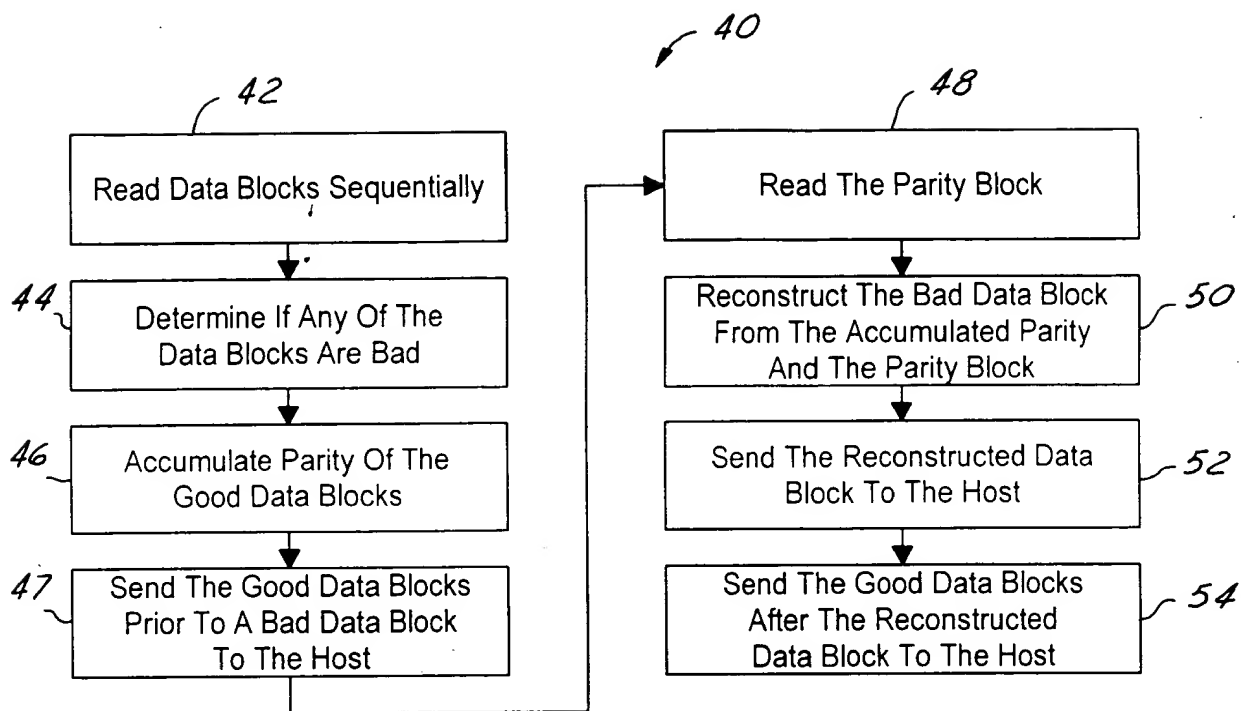 40
42
Read Data Blocks Sequentially
44
Determine If Any Of The
Data Blocks Are Bad
46
Accumulate Parity Of The
Good Data Blocks
47
Send The Good Data Blocks
Prior To A Bad Data Block
To The Host
48
Read The Parity Block
Reconstruct The Bad Data Block
From The Accumulated Parity
And The Parity Block
50
Send The Reconstructed Data
Block To The Host
52
Send The Good Data Blocks
After The Reconstructed
Data Block To The Host
54